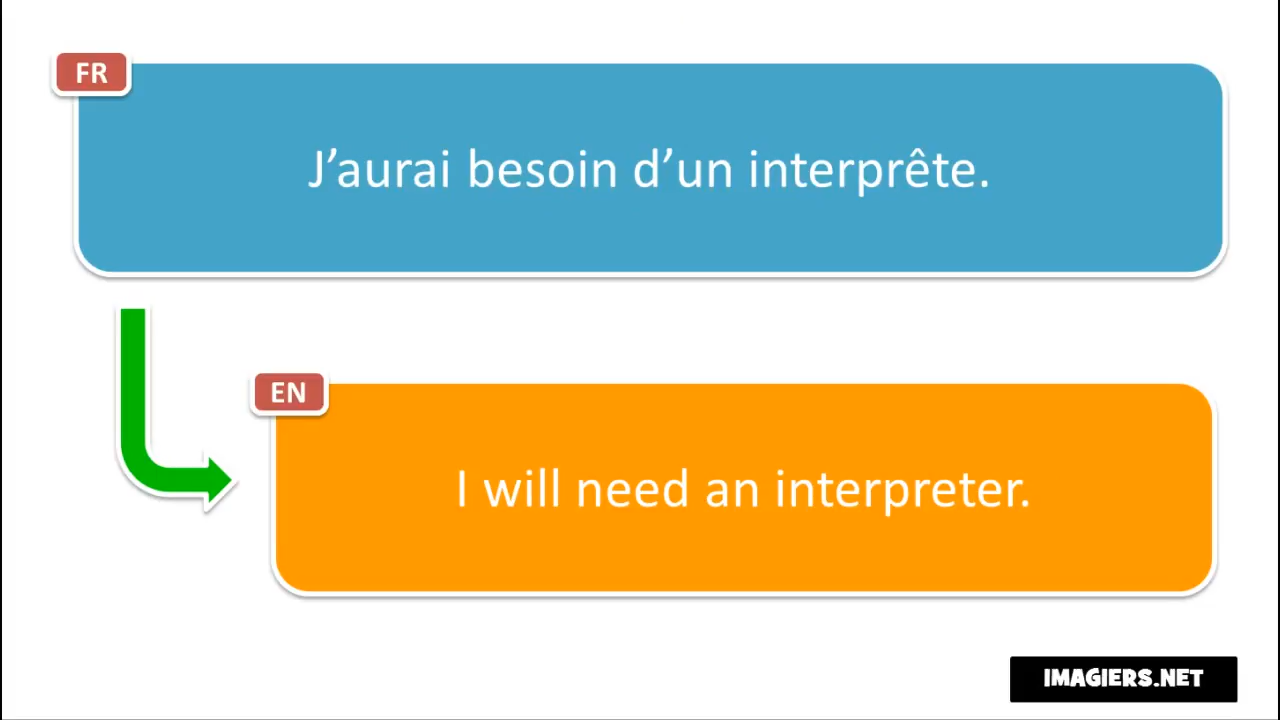 FR
J’aurai besoin d’un interprête.
EN
I will need an interpreter.
IMAGIERS.NET